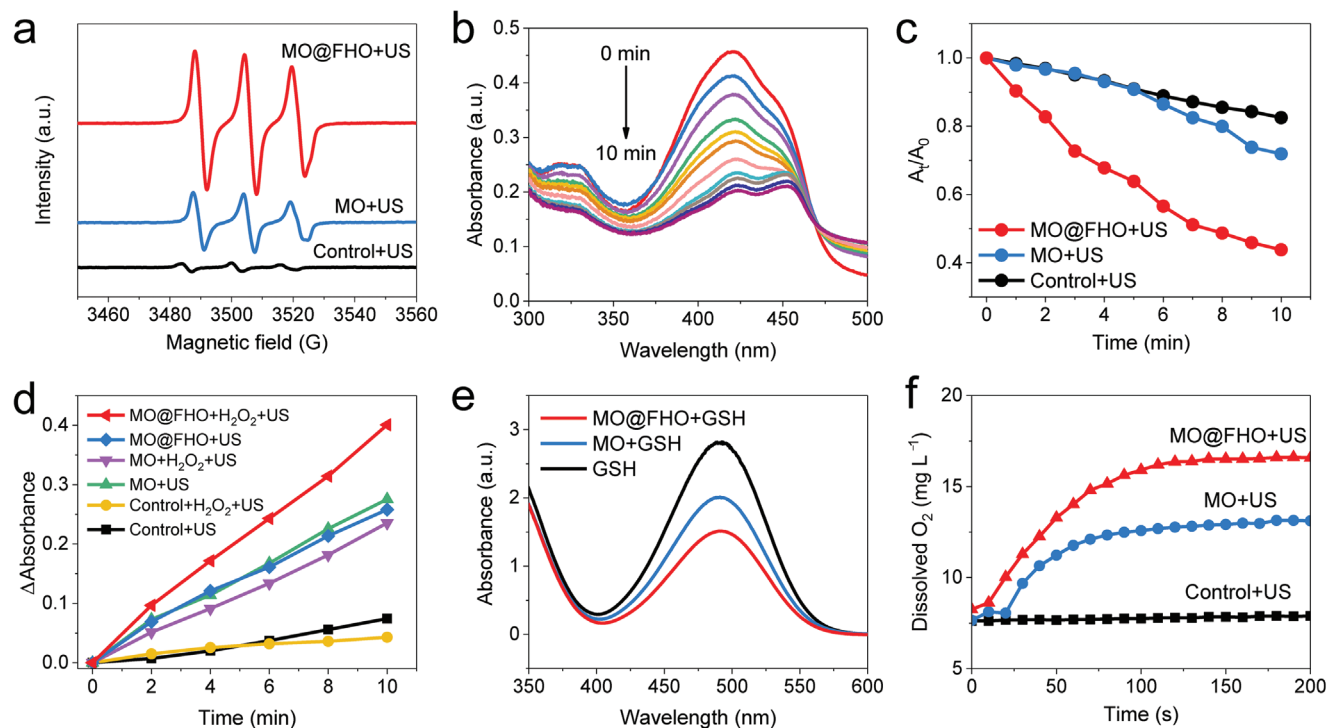 a
MO@FHO+US
MO+US
Control+US
Intensity (a.u.)
3460 3480 3500 3520 3540 3560
Magnetic field (G)
b
0 min
10 min
0.5
0.4
0.3
0.2
0.1
0.0
Absorbance (a.u.)
300 350 400 450 500
Wavelength (nm)
c
1.0
0.8
0.6
0.4
Aₜ/A₀
MO@FHO+US
MO+US
Control+US
0 2 4 6 8 10
Time (min)
d
MO@FHO+H₂O₂+US
MO@FHO+US
MO+H₂O₂+US
MO+US
Control+H₂O₂+US
Control+US
0.4
0.3
0.2
0.1
0.0
ΔAbsorbance
0 2 4 6 8 10
Time (min)
e
MO@FHO+GSH
MO+GSH
GSH
3
2
1
0
Absorbance (a.u.)
350 400 450 500 550 600
Wavelength (nm)
f
20
15
10
5
Dissolved O₂ (mg L⁻¹)
MO@FHO+US
MO+US
Control+US
0 50 100 150 200
Time (s)